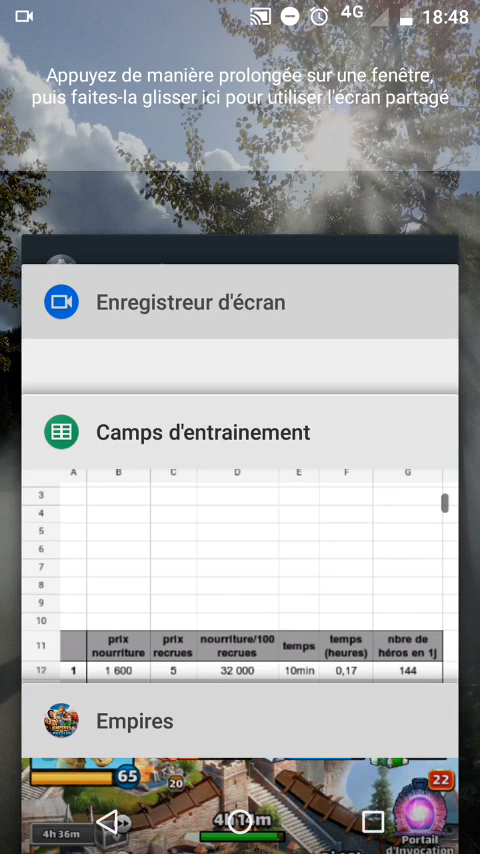 4G 18:48
Appuyez de manière prolongée sur une fenêtre,
puis faites-la glisser ici pour utiliser l'écran partagé
Enregistreur d'écran
Camps d'entrainement
A B C D E F G
3
4
5
6
7
8
9
10
11 prix nourriture prix recrues nourriture/100 recrues temps temps (heures) nbre de héros en 1j
12 1 1 600 5 32 000 10min 0,17 144
Empires
65
20
22
4h 36m
4h 14m
Portail
d'Invocation